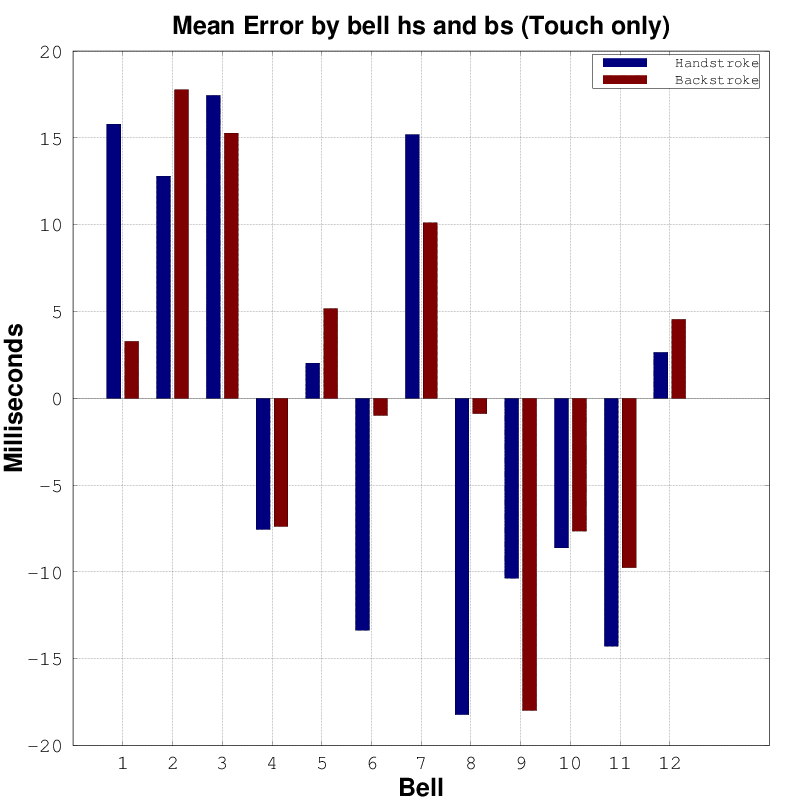 Mean Error by bell hs and bs (Touch only)
Handstroke
Backstroke
20
15
10
5
0
-5
-10
-15
-20
Milliseconds
1 2 3 4 5 6 7 8 9 10 11 12
Bell